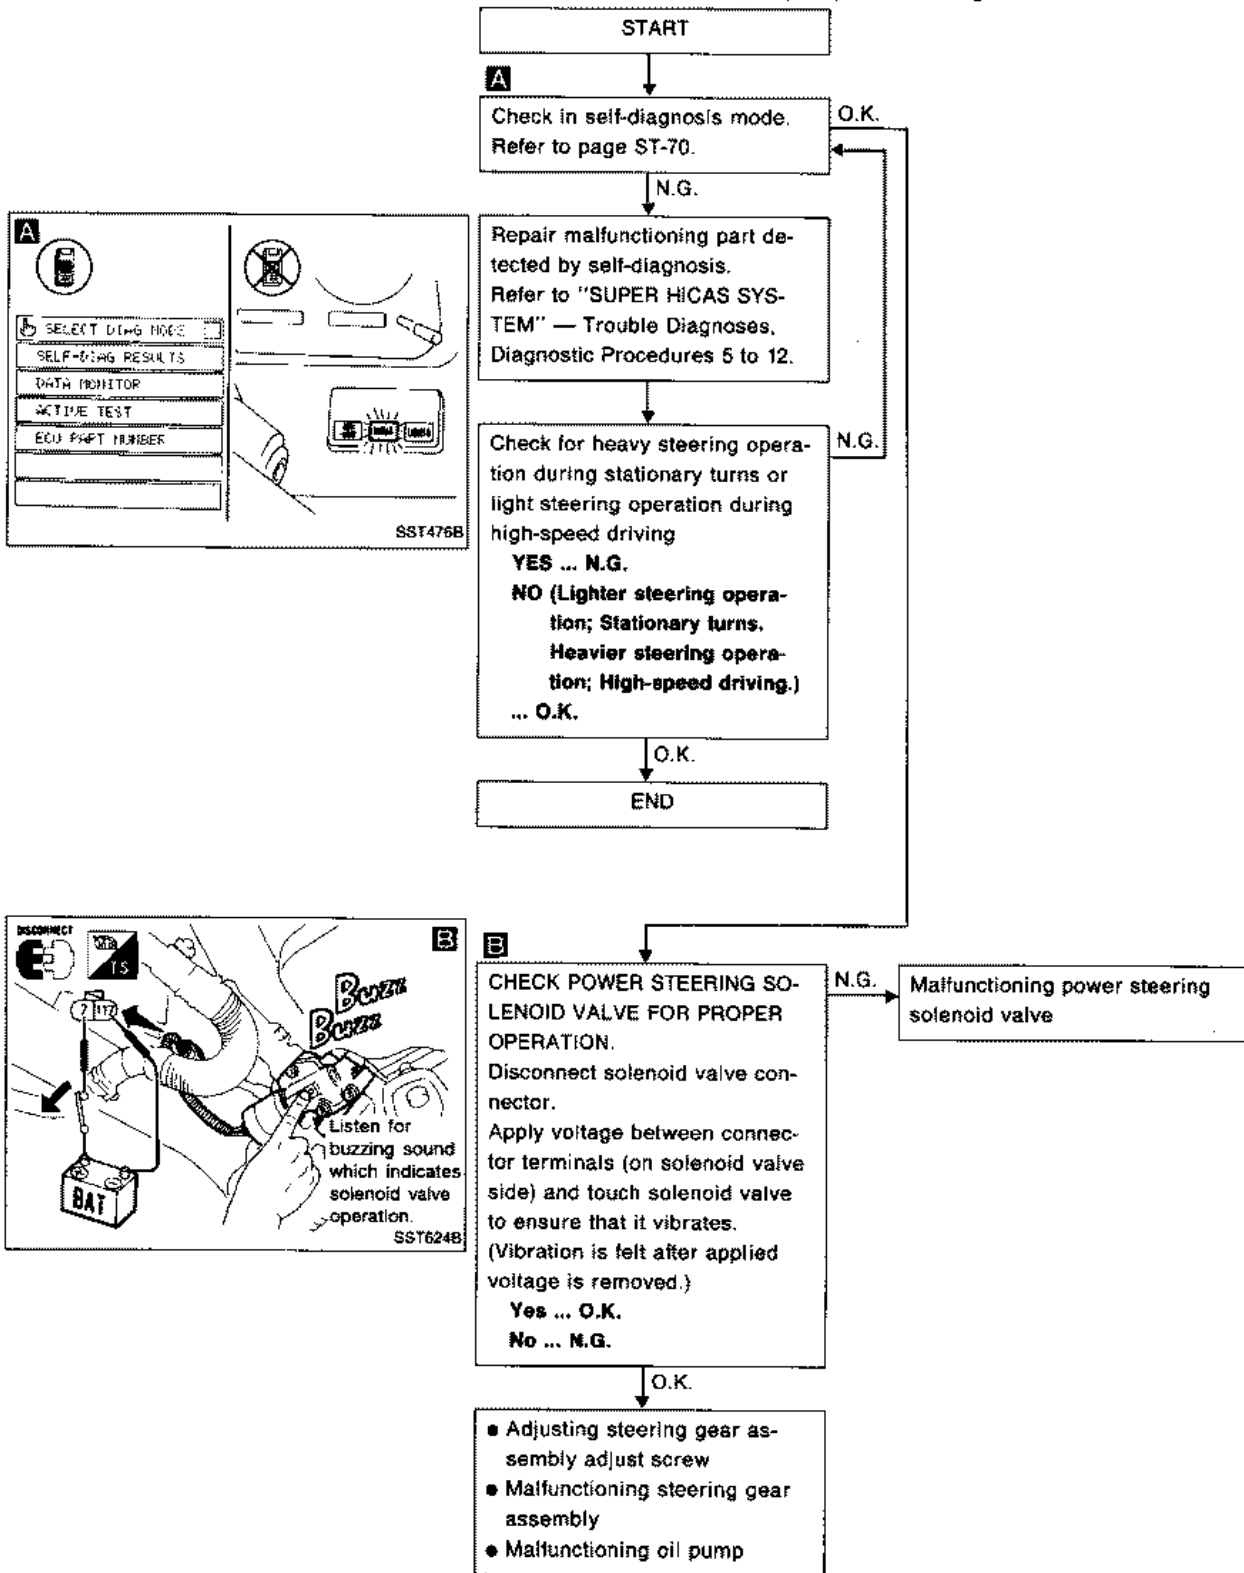 START
A
Check in self-diagnosis mode.
Refer to page ST-70.
O.K.
N.G.
Repair malfunctioning part de-
tected by self-diagnosis.
Refer to "SUPER HICAS SYS-
TEM" — Trouble Diagnoses,
Diagnostic Procedures 5 to 12.
A
SELECT DIAG MODE
SELF-DIAG RESULTS
DATA MONITOR
ACTIVE TEST
ECU PART NUMBER
SST476B
Check for heavy steering opera-
tion during stationary turns or
light steering operation during
high-speed driving
YES ... N.G.
NO (Lighter steering opera-
tion; Stationary turns.
Heavier steering opera-
tion; High-speed driving.)
... O.K.
N.G.
O.K.
END
DISCONNECT
TS
B
Bzzzz
Bzzzz
BAT
Listen for
buzzing sound
which indicates
solenoid valve
operation.
SST624B
B
CHECK POWER STEERING SO-
LENOID VALVE FOR PROPER
OPERATION.
Disconnect solenoid valve con-
nector.
Apply voltage between connec-
tor terminals (on solenoid valve
side) and touch solenoid valve
to ensure that it vibrates.
(Vibration is felt after applied
voltage is removed.)
Yes ... O.K.
No ... N.G.
N.G.
Malfunctioning power steering
solenoid valve
O.K.
● Adjusting steering gear as-
sembly adjust screw
● Malfunctioning steering gear
assembly
● Malfunctioning oil pump